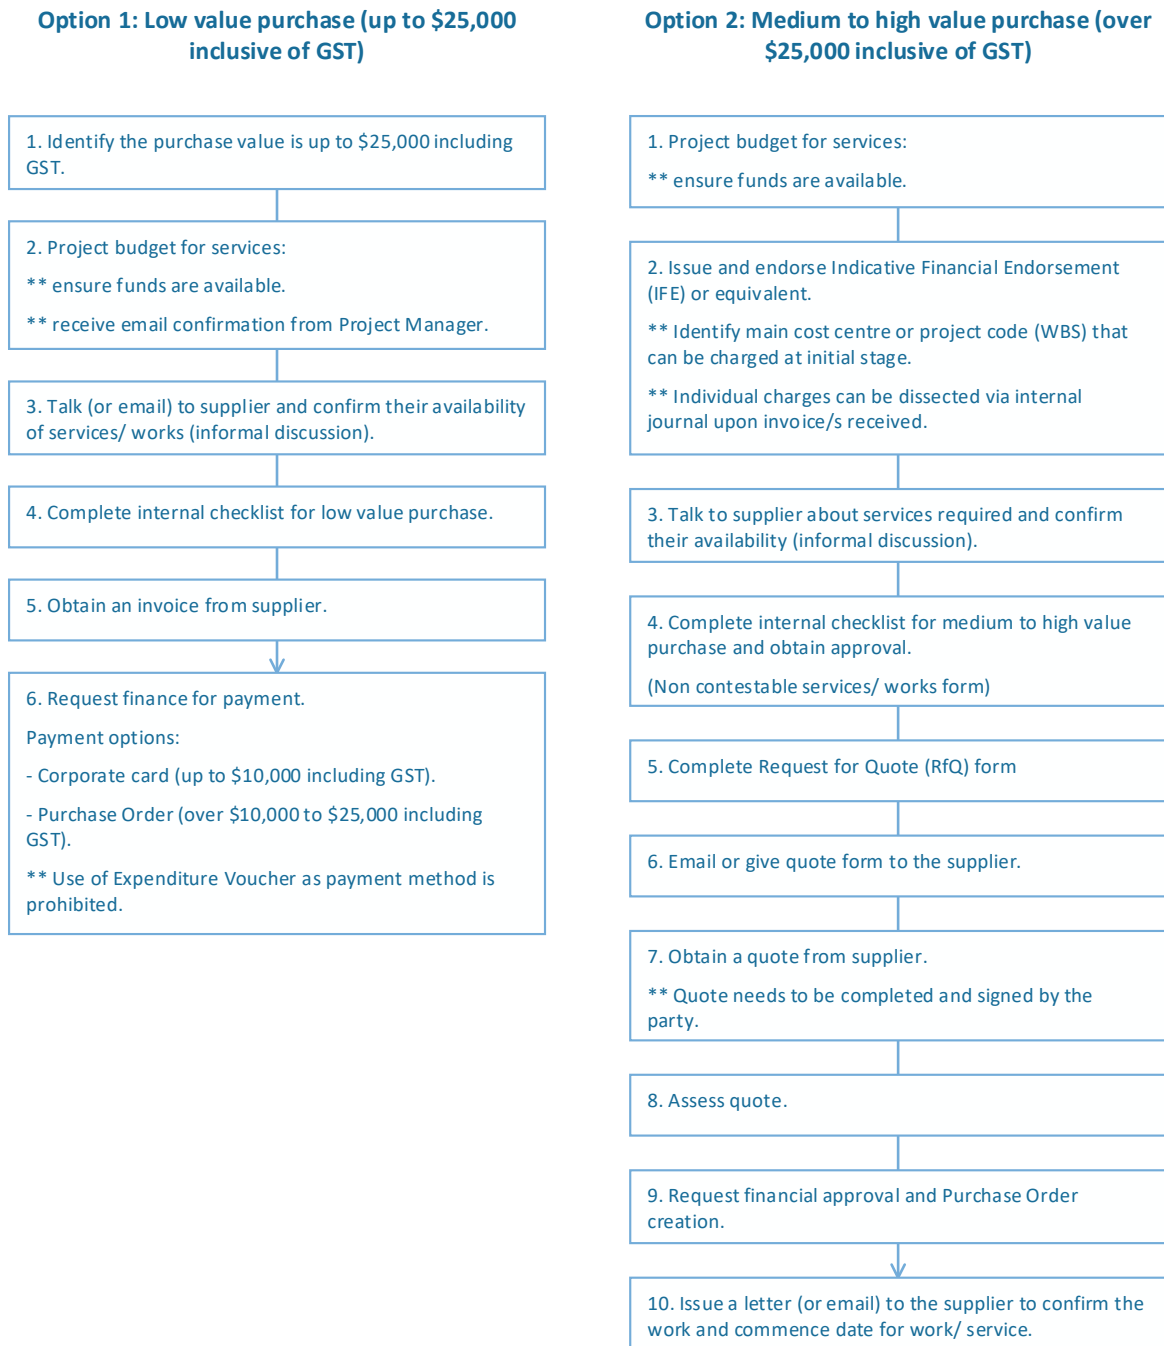 Option 1: Low value purchase (up to $25,000
inclusive of GST)
1. Identify the purchase value is up to $25,000 including
GST.
2. Project budget for services:
** ensure funds are available.
** receive email confirmation from Project Manager.
3. Talk (or email) to supplier and confirm their availability
of services/ works (informal discussion).
4. Complete internal checklist for low value purchase.
5. Obtain an invoice from supplier.
6. Request finance for payment.
Payment options:
- Corporate card (up to $10,000 including GST).
- Purchase Order (over $10,000 to $25,000 including
GST).
** Use of Expenditure Voucher as payment method is
prohibited.
Option 2: Medium to high value purchase (over
$25,000 inclusive of GST)
1. Project budget for services:
** ensure funds are available.
2. Issue and endorse Indicative Financial Endorsement
(IFE) or equivalent.
** Identify main cost centre or project code (WBS) that
can be charged at initial stage.
** Individual charges can be dissected via internal
journal upon invoice/s received.
3. Talk to supplier about services required and confirm
their availability (informal discussion).
4. Complete internal checklist for medium to high value
purchase and obtain approval.
(Non contestable services/ works form)
5. Complete Request for Quote (RfQ) form
6. Email or give quote form to the supplier.
7. Obtain a quote from supplier.
** Quote needs to be completed and signed by the
party.
8. Assess quote.
9. Request financial approval and Purchase Order
creation.
10. Issue a letter (or email) to the supplier to confirm the
work and commence date for work/ service.